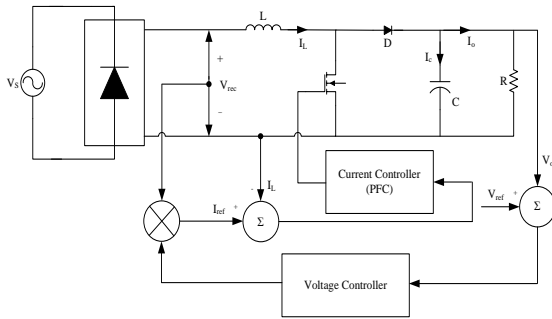 L
I_L
D
I_o
I_c
V_S
+
V_rec
-
C
R
Current Controller
(PFC)
V_o
-
I_L
I_ref
+
Σ
V_ref
+
Σ
Voltage Controller